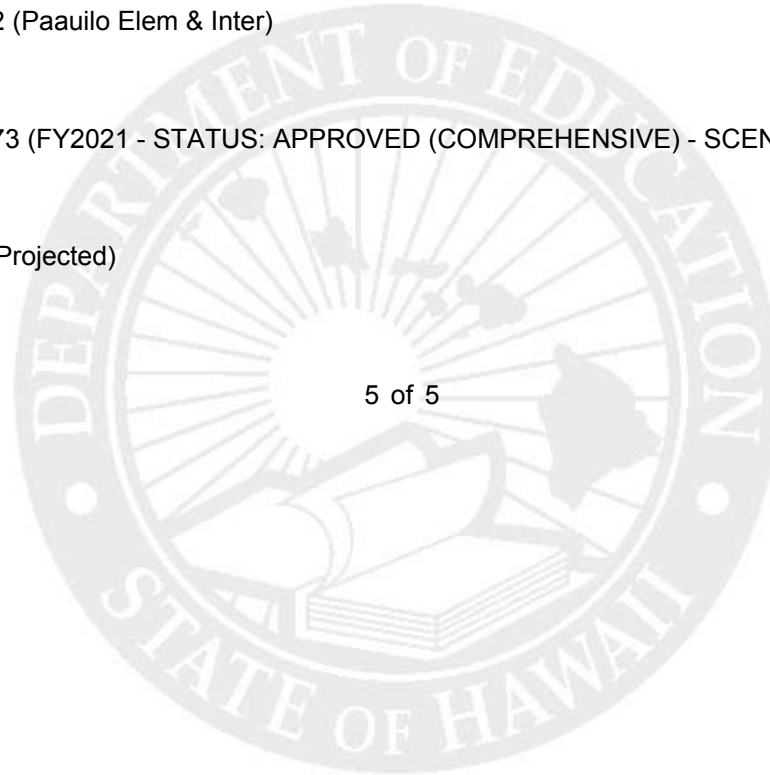 2 (Paauilo Elem & Inter)
73 (FY2021 - STATUS: APPROVED (COMPREHENSIVE) - SCEN
Projected)
5 of 5
DEPARTMENT OF EDUCATION
STATE OF HAWAII